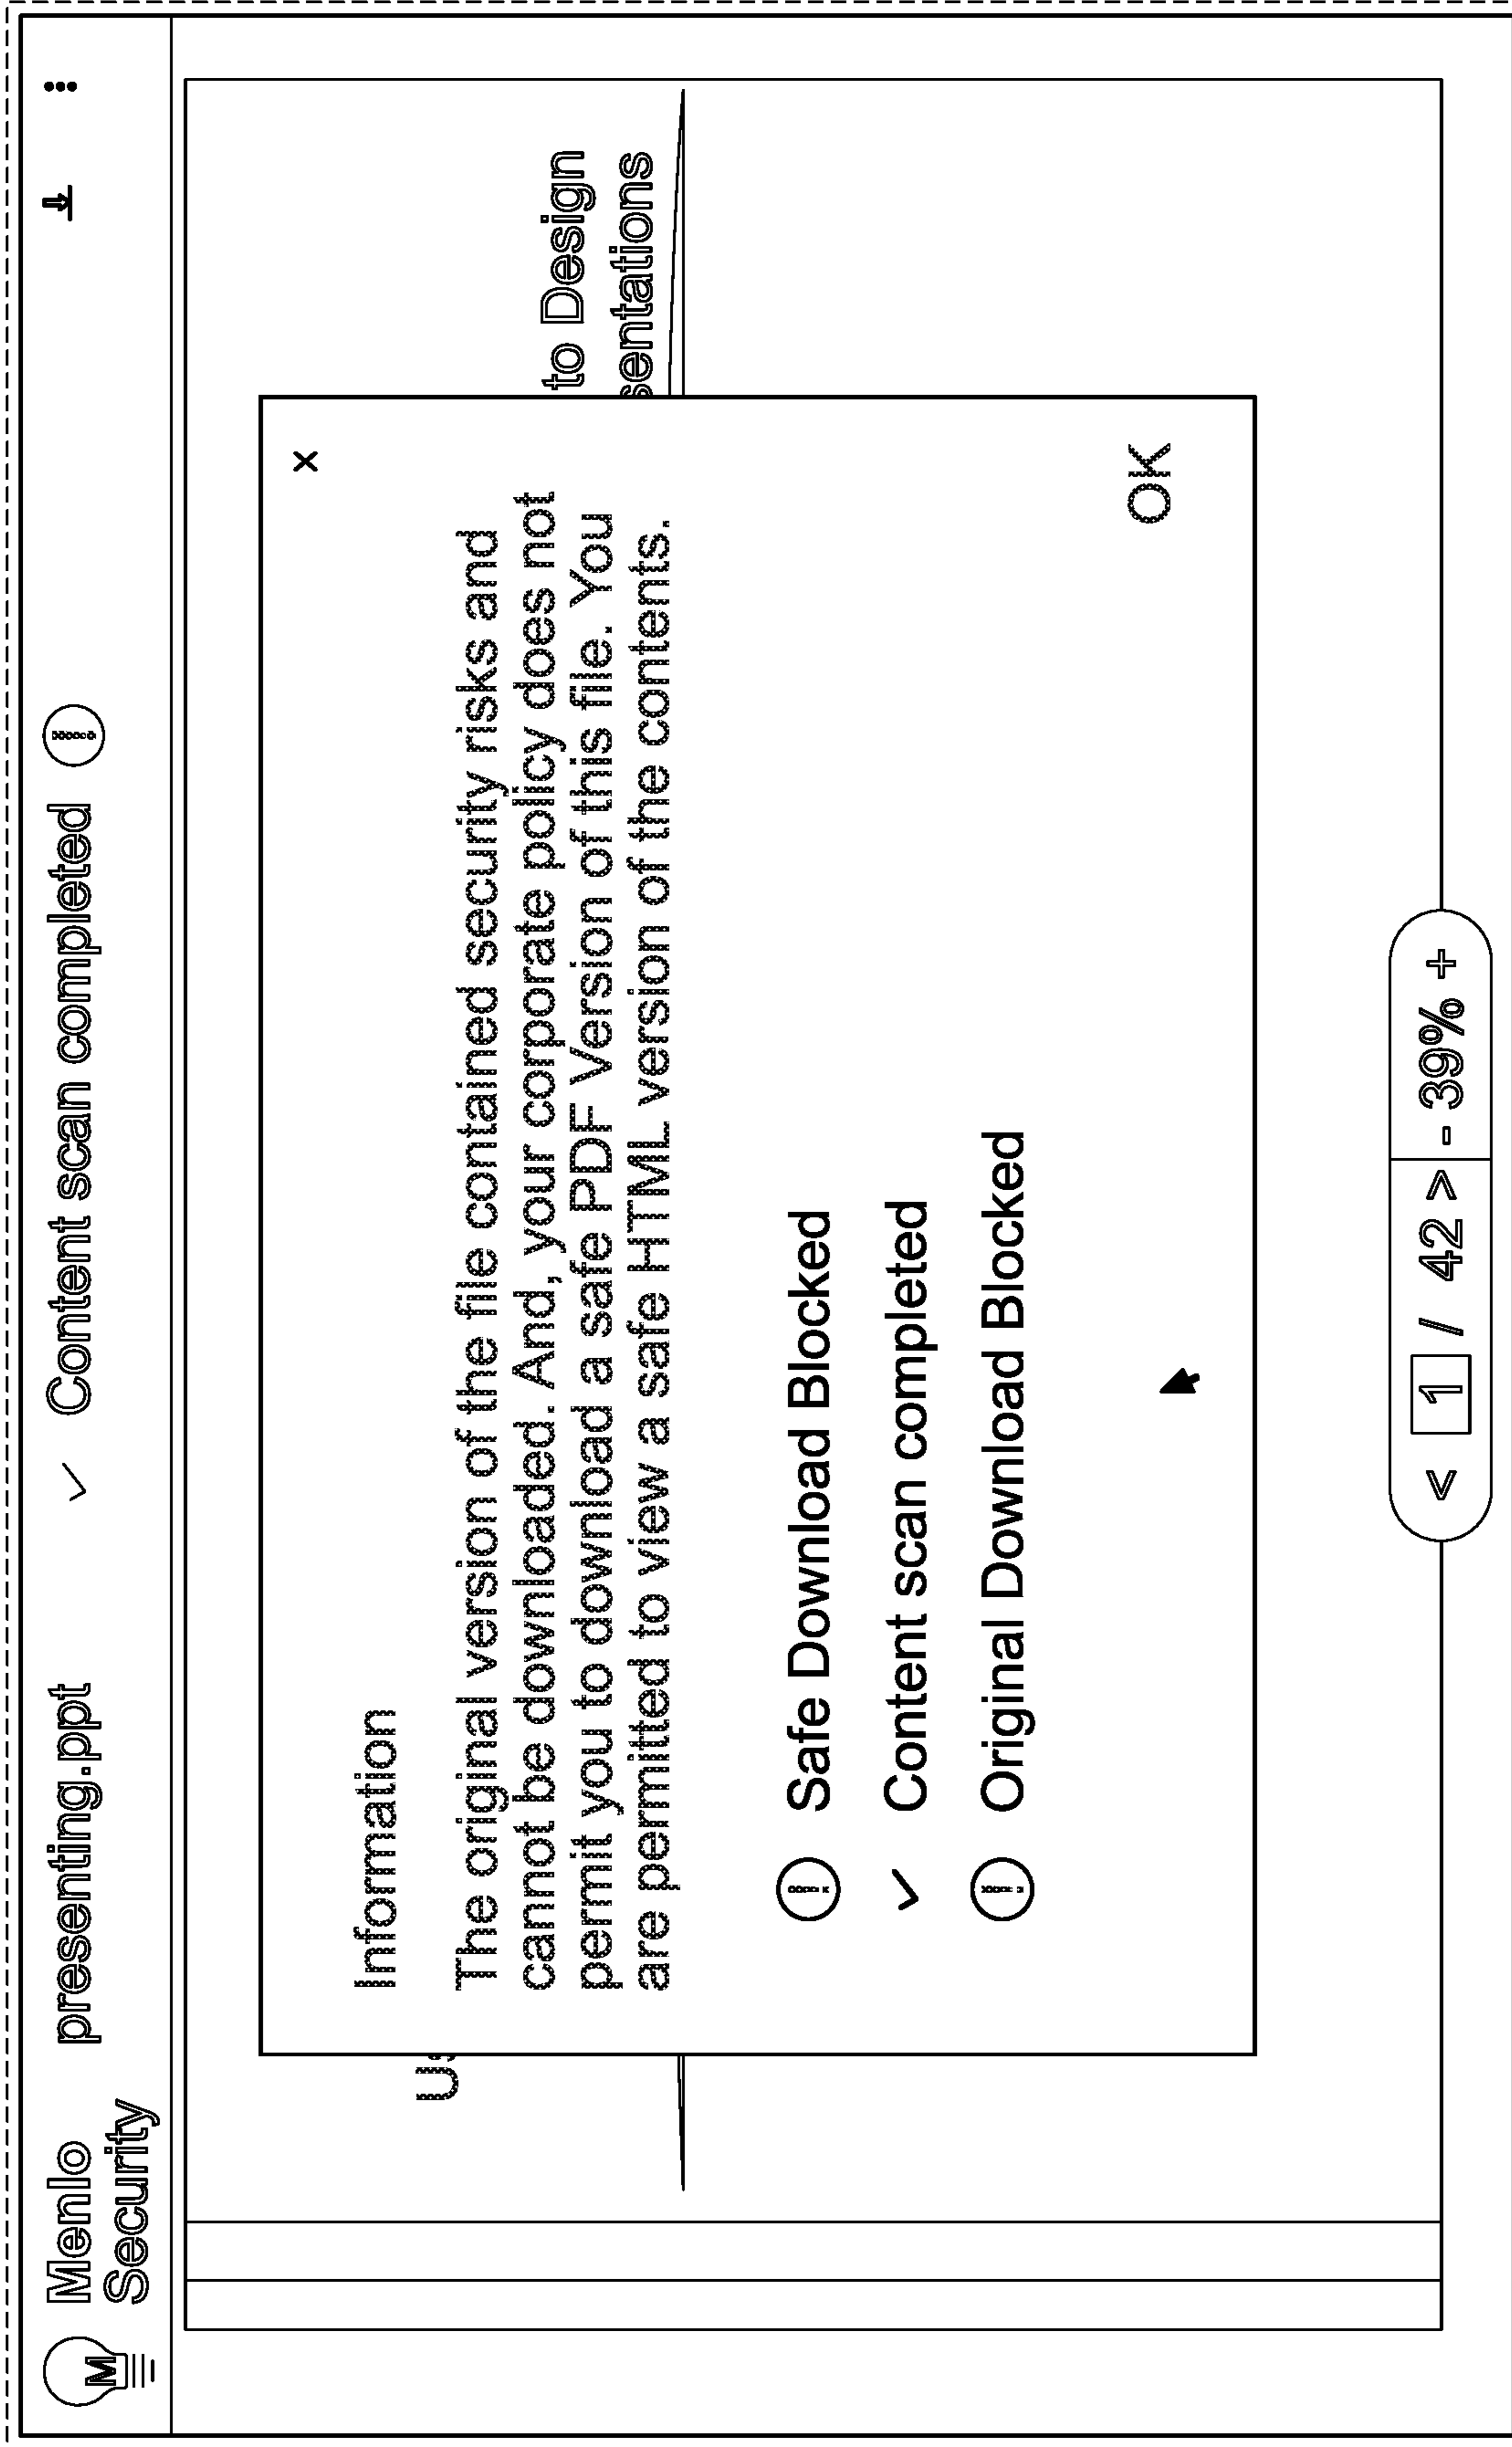 M
Menlo
Security
presenting.ppt
✓ Content scan completed
to Design
sentations
Us
x
Information
The original version of the file contained security risks and
cannot be downloaded. And, your corporate policy does not
permit you to download a safe PDF Version of this file. You
are permitted to view a safe HTML version of the contents.
Safe Download Blocked
✓ Content scan completed
Original Download Blocked
OK
< 1 / 42 > - 39% +